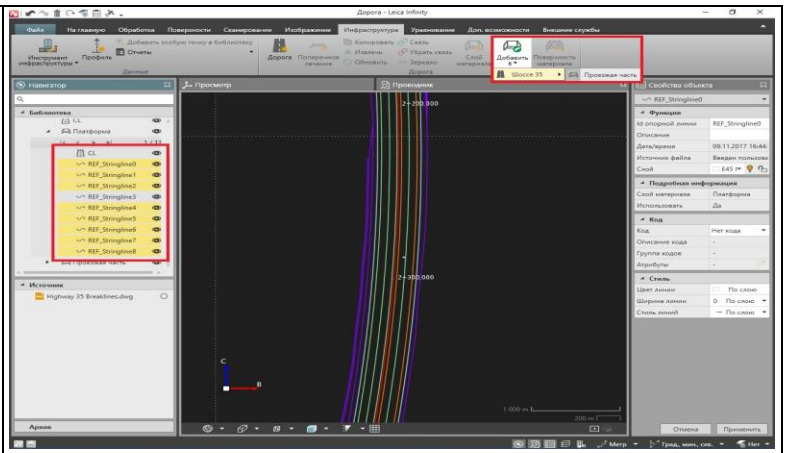 Дорога - Leica Infinity
Файл На главную Обработка Поверхности Сканирование Изображения Инфраструктура Уравнивание Доп. возможности Внешние службы
Инструмент инфраструктуры
Профиль
Добавить особую точку в библиотеку
Отчеты
Данные
Дорога
Поперечное сечение
Копировать
Извлечь
Обновить
Связь
Убрать связь
Зеркало
Дорога
Слой материала
Добавить в
Поверхность материала
Шоссе 35
Проезжая часть
Навигатор
Библиотека
CL
Платформа
1 / 11
CL
REF_Stringline0
REF_Stringline1
REF_Stringline2
REF_Stringline3
REF_Stringline4
REF_Stringline5
REF_Stringline6
REF_Stringline7
REF_Stringline8
Проезжая часть
Источник
Highway 35 Breaklines.dwg
Архив
Просмотр
Проводник
2+200,000
2+300,000
С
В
1 000 m
200 m
Свойства объекта
REF_Stringline0
Функция
Id опорной линии REF_Stringline0
Описание
Дата/время 09.11.2017 16:44
Источник файла Введен пользова
Слой E45
Подробная информация
Слой материала Платформа
Использовать Да
Код
Код Нет кода
Описание кода -
Группа кодов -
Атрибуты -
Стиль
Цвет линии По слою
Ширина линии 0 По слою
Стиль линий По слою
Отмена Применить
Метр Град, мин, сек. Нет